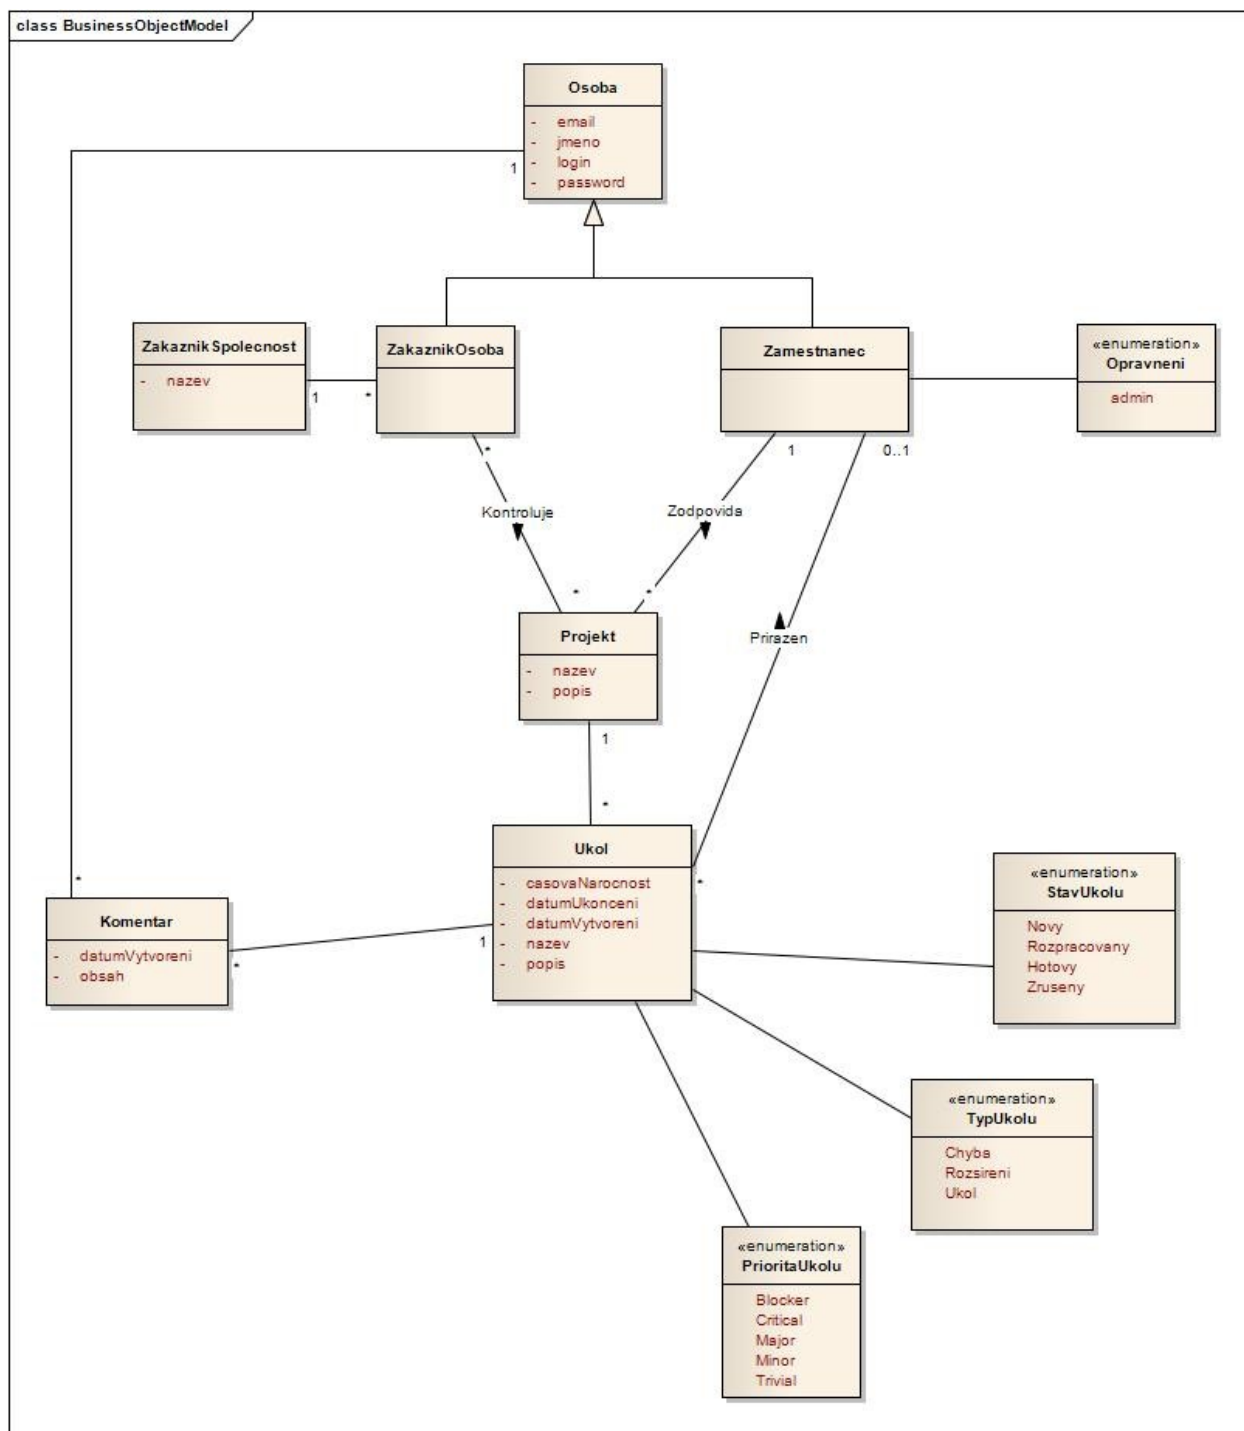 class BusinessObjectModel
Osoba
- email
- jmeno
- login
- password
1
ZakaznikSpolecnost
- nazev
ZakaznikOsoba
Zamestnanec
«enumeration»
Opravneni
admin
1
*
*
1
0..1
Kontroluje
Zodpovida
*
*
Projekt
- nazev
- popis
Prirazen
1
*
Ukol
- casovaNarocnost
- datumUkonceni
- datumVytvoreni
- nazev
- popis
*
*
Komentar
- datumVytvoreni
- obsah
1
*
«enumeration»
StavUkolu
Novy
Rozpracovany
Hotovy
Zruseny
«enumeration»
TypUkolu
Chyba
Rozsireni
Ukol
«enumeration»
PrioritaUkolu
Blocker
Critical
Major
Minor
Trivial